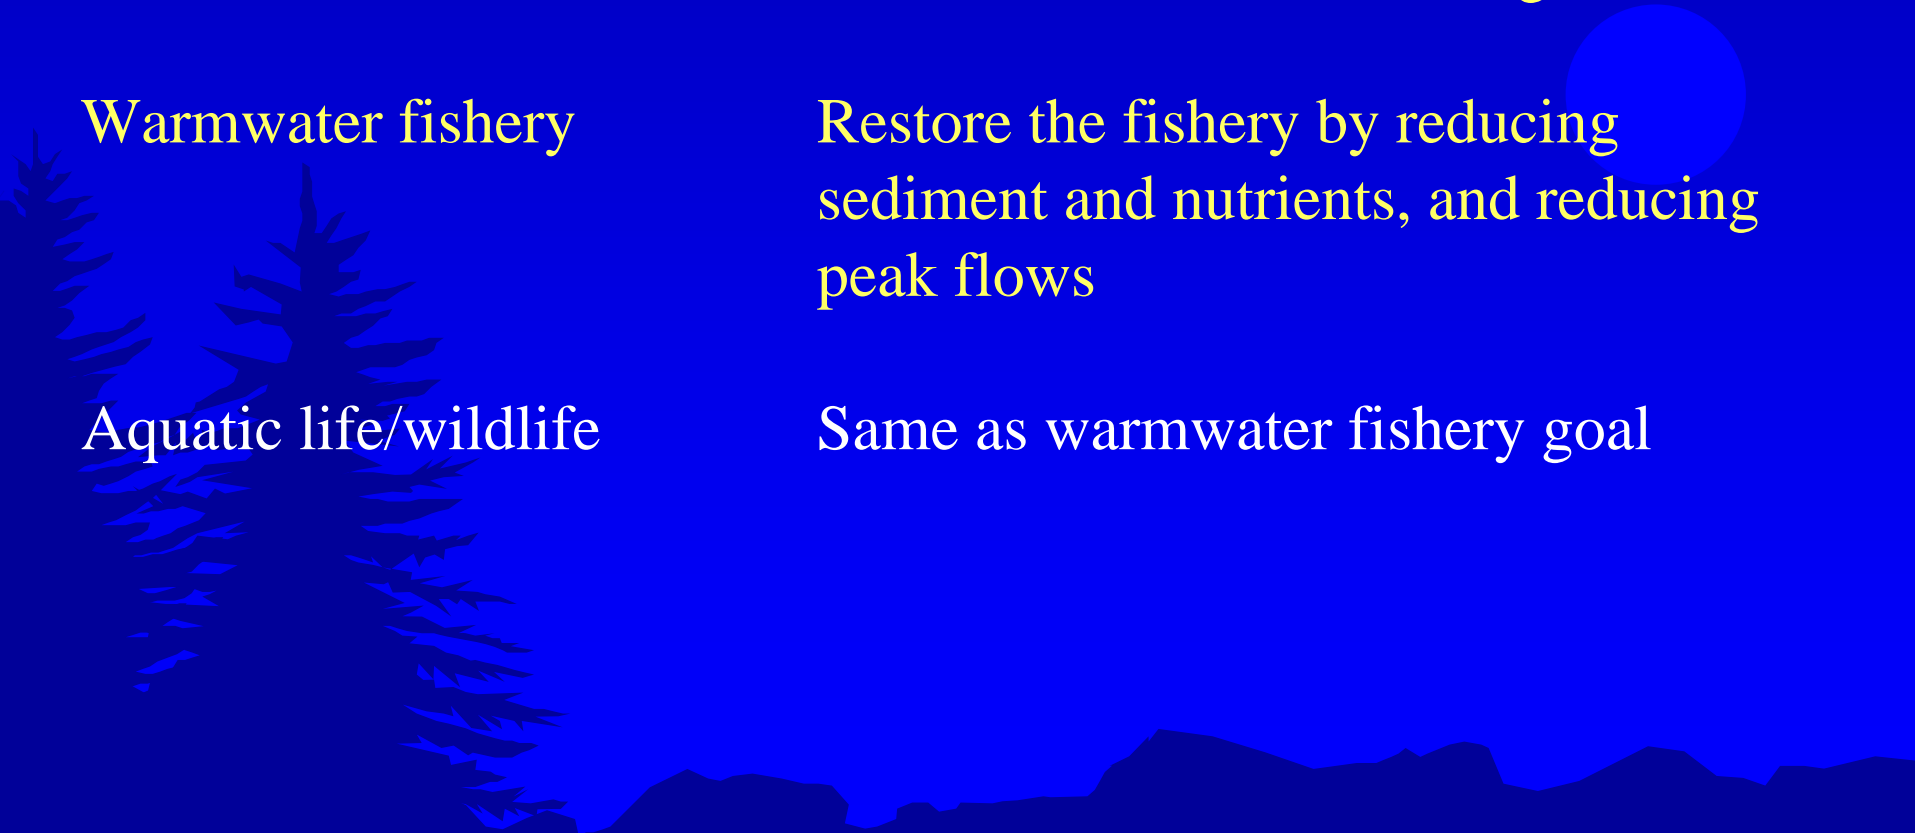 Warmwater fishery
Restore the fishery by reducing
sediment and nutrients, and reducing
peak flows
Aquatic life/wildlife
Same as warmwater fishery goal